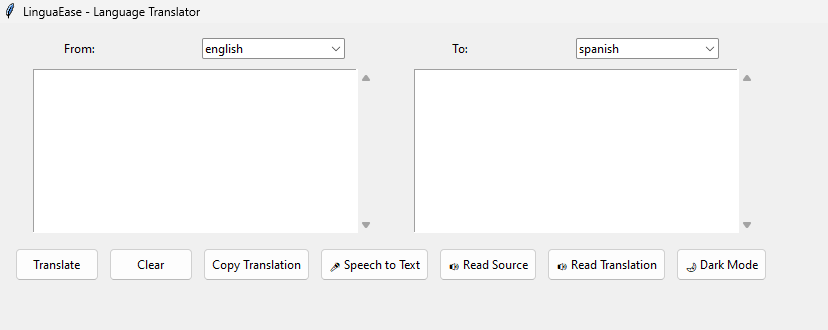 LinguaEase - Language Translator
From: english To: spanish
Translate Clear Copy Translation 🎤 Speech to Text 🔊 Read Source 🔊 Read Translation 🌙 Dark Mode